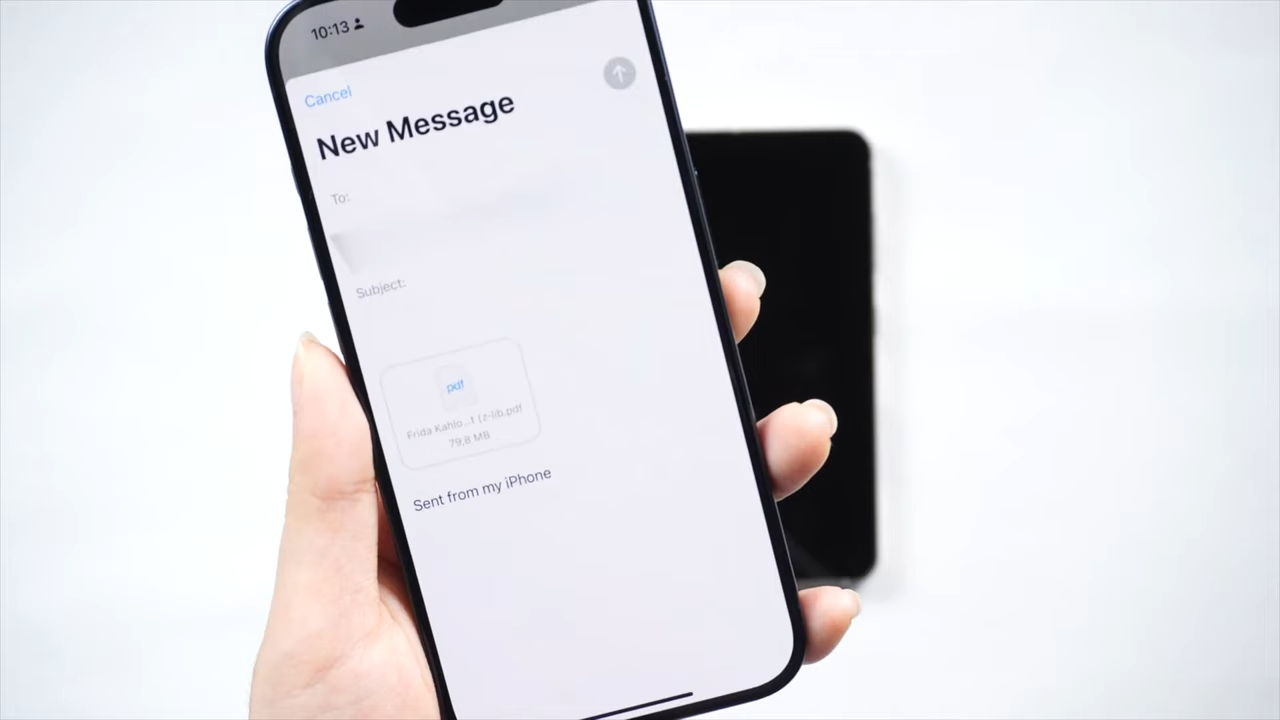 10:13
Cancel
New Message
To:
Subject:
pdf
Frida Kahlo...t (z-lib.pdf
79,8 MB
Sent from my iPhone